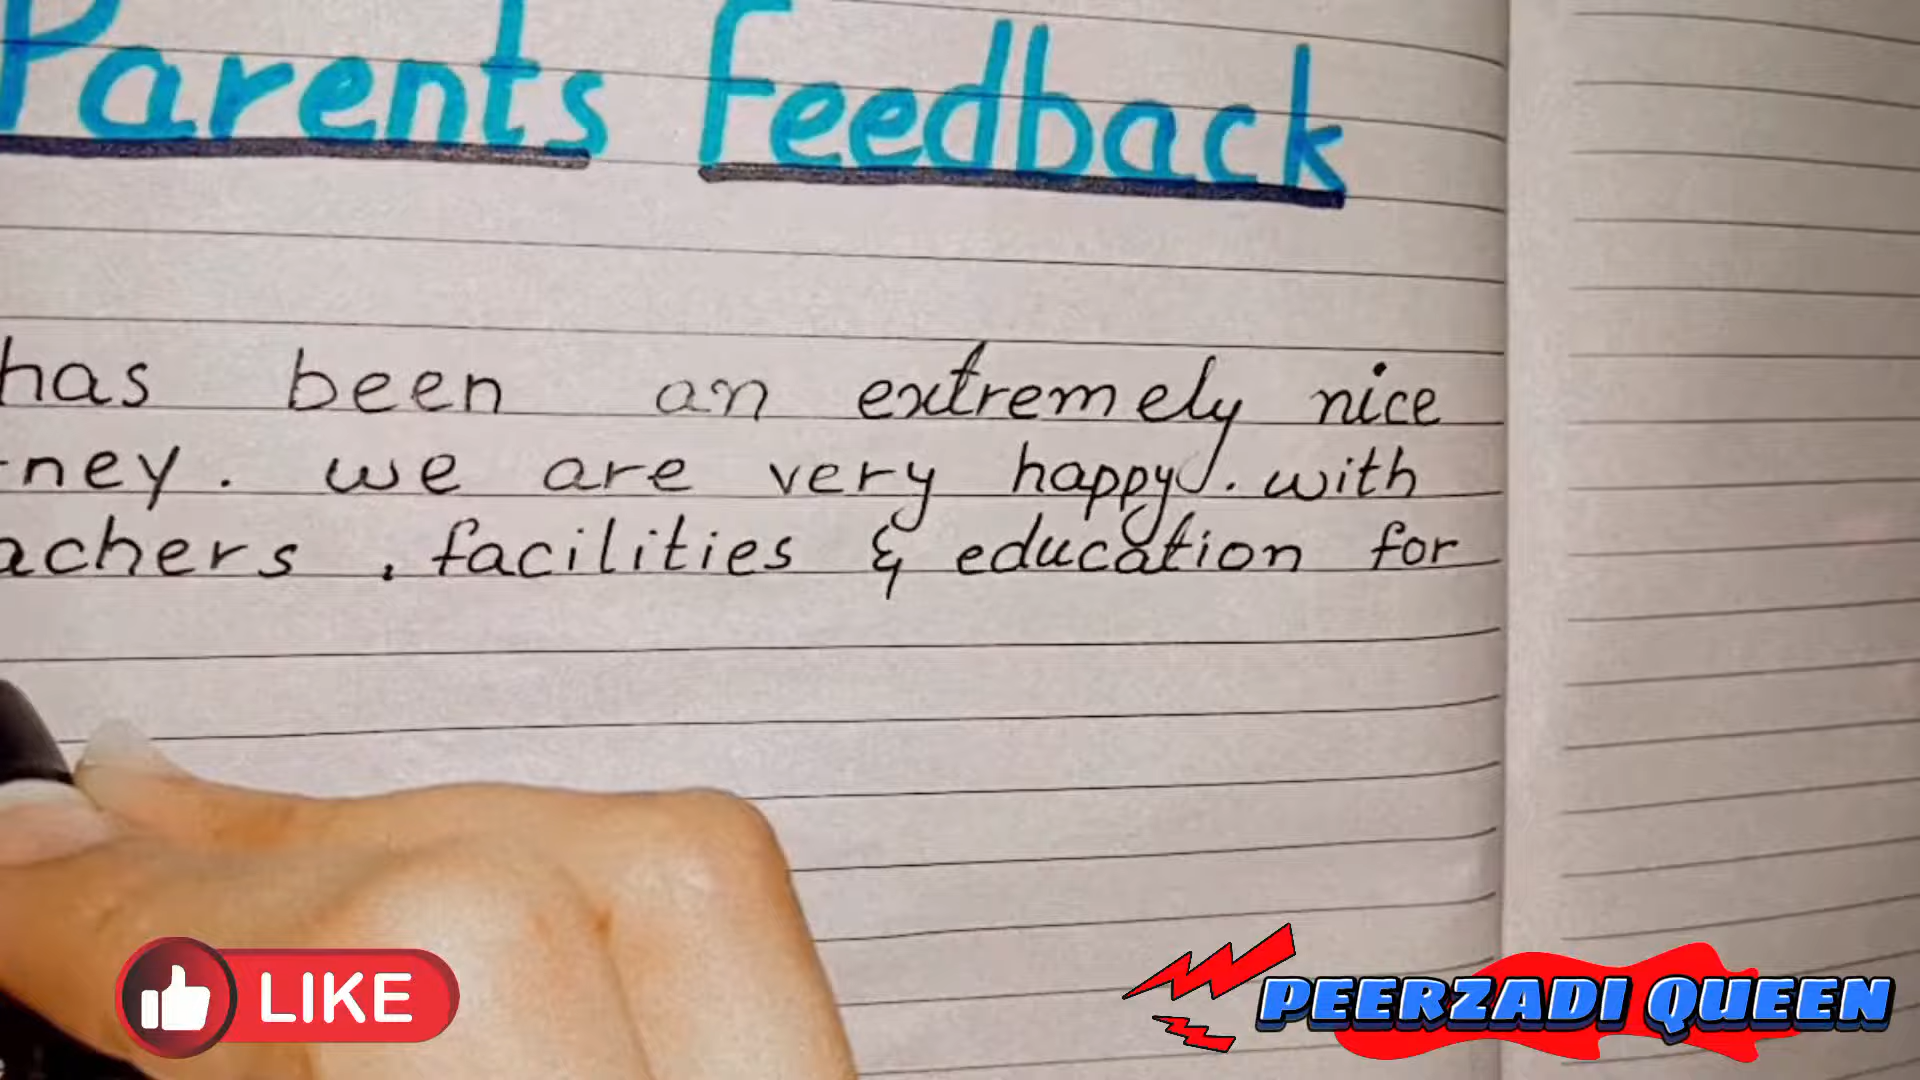 Parents Feedback
has been an extremely nice
rney. we are very happy. with
achers, facilities & education for
LIKE
PEERZADI QUEEN